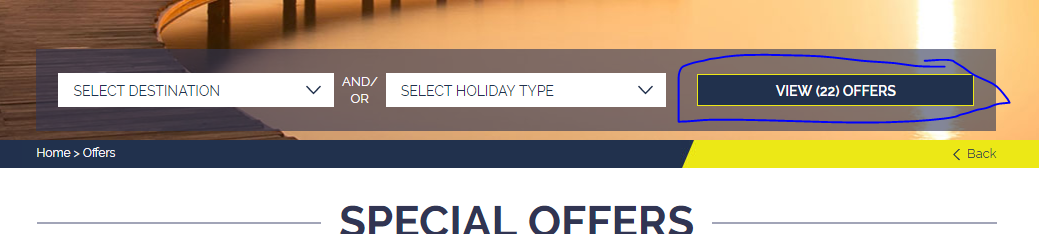 SELECT DESTINATION
AND/
OR
SELECT HOLIDAY TYPE
VIEW (22) OFFERS
Home > Offers
Back
SPECIAL OFFERS